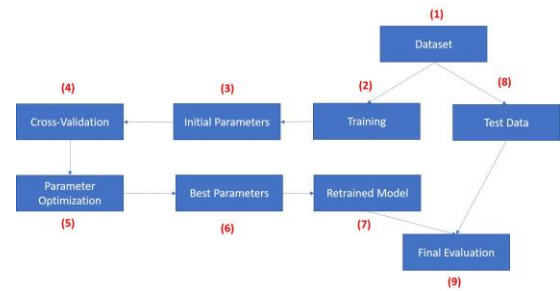 (1)
Dataset
(2)
(8)
(4)
(3)
Cross-Validation
Initial Parameters
Training
Test Data
Parameter
Optimization
Best Parameters
Retrained Model
(5)
(6)
(7)
Final Evaluation
(9)